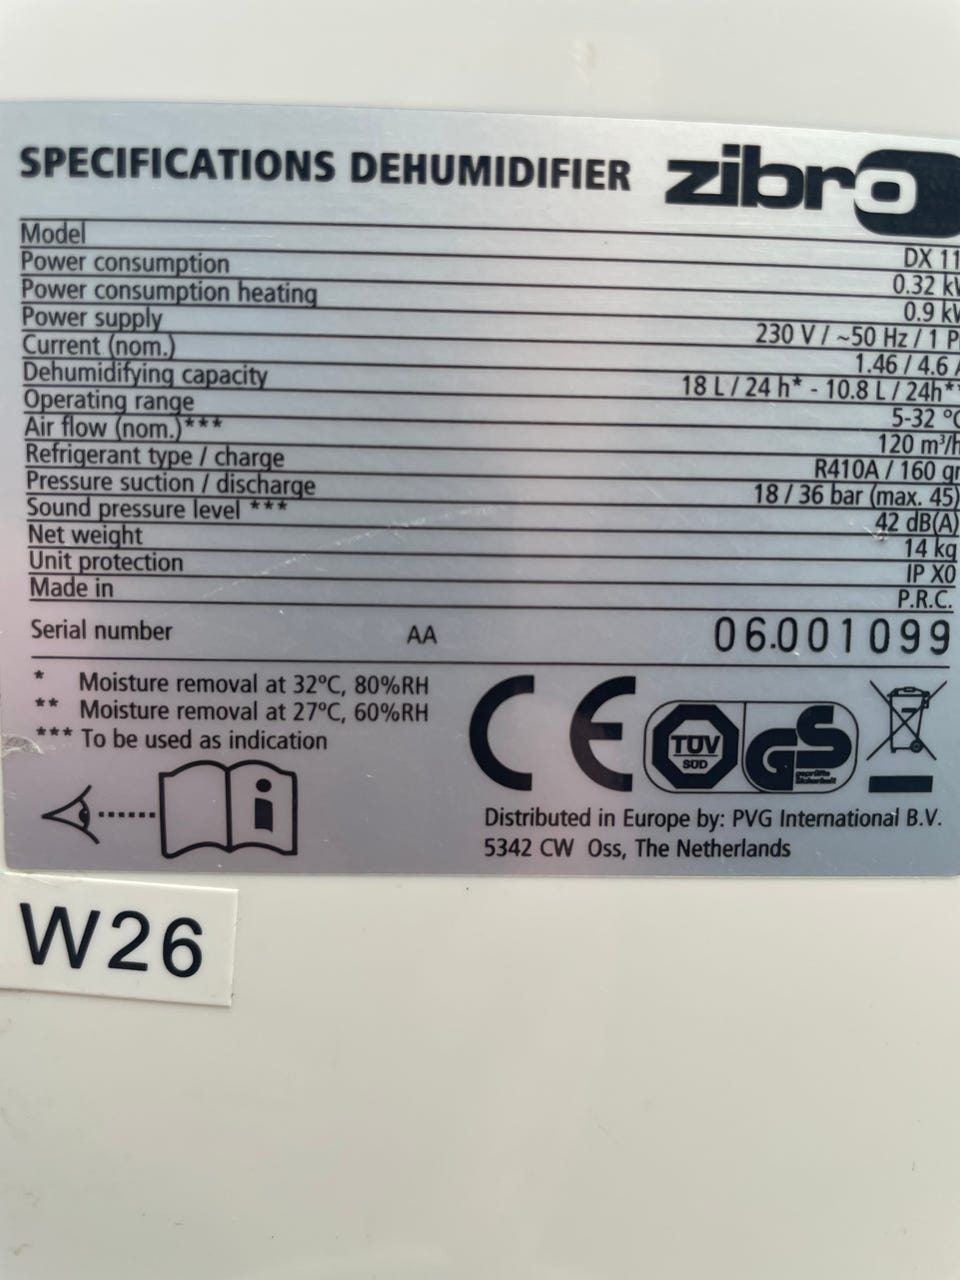 SPECIFICATIONS DEHUMIDIFIER zibro
Model DX 11
Power consumption 0.32 k
Power consumption heating 0.9 k
Power supply 230 V / ~50 Hz / 1 P
Current (nom.) 1.46 / 4.6
Dehumidifying capacity 18 L / 24 h* - 10.8 L / 24h**
Operating range 5-32 °C
Air flow (nom.)*** 120 m³/h
Refrigerant type / charge R410A / 160 gr
Pressure suction / discharge 18 / 36 bar (max. 45)
Sound pressure level *** 42 dB(A)
Net weight 14 kg
Unit protection IP X0
Made in P.R.C.
Serial number AA 06.001099
* Moisture removal at 32°C, 80%RH
** Moisture removal at 27°C, 60%RH
*** To be used as indication
CE
TÜV
SÜD
GS
geprüfte
Sicherheit
i
Distributed in Europe by: PVG International B.V.
5342 CW Oss, The Netherlands
W26